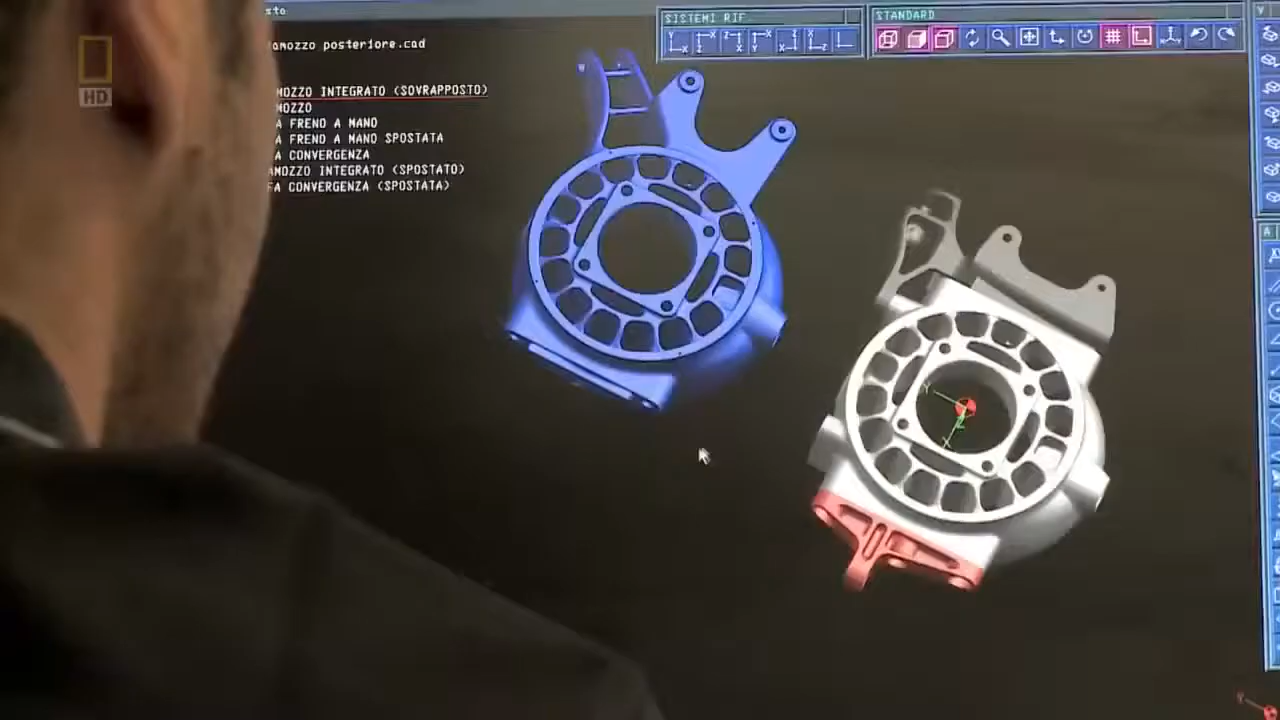 sto
SISTEMI RIF.
STANDARD
amozzo posteriore.cad
HD
MOZZO INTEGRATO (SOVRAPPOSTO)
MOZZO
A FRENO A MANO
A FRENO A MANO SPOSTATA
A CONVERGENZA
AMOZZO INTEGRATO (SPOSTATO)
FA CONVERGENZA (SPOSTATA)
A
Y
X
Z